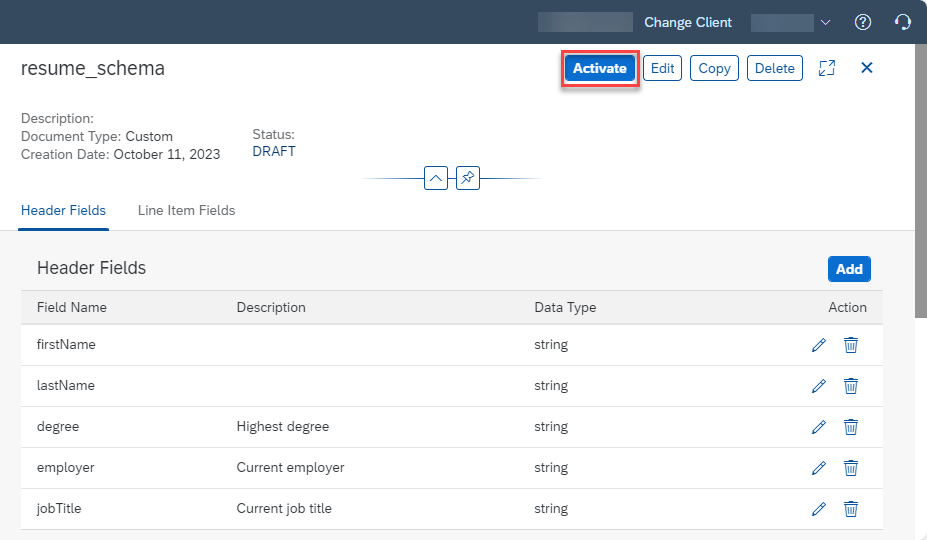 Change Client
resume_schema
Activate Edit Copy Delete
Description:
Document Type: Custom
Creation Date: October 11, 2023
Status:
DRAFT
Header Fields Line Item Fields
Header Fields
Add
Field Name Description Data Type Action
firstName string
lastName string
degree Highest degree string
employer Current employer string
jobTitle Current job title string